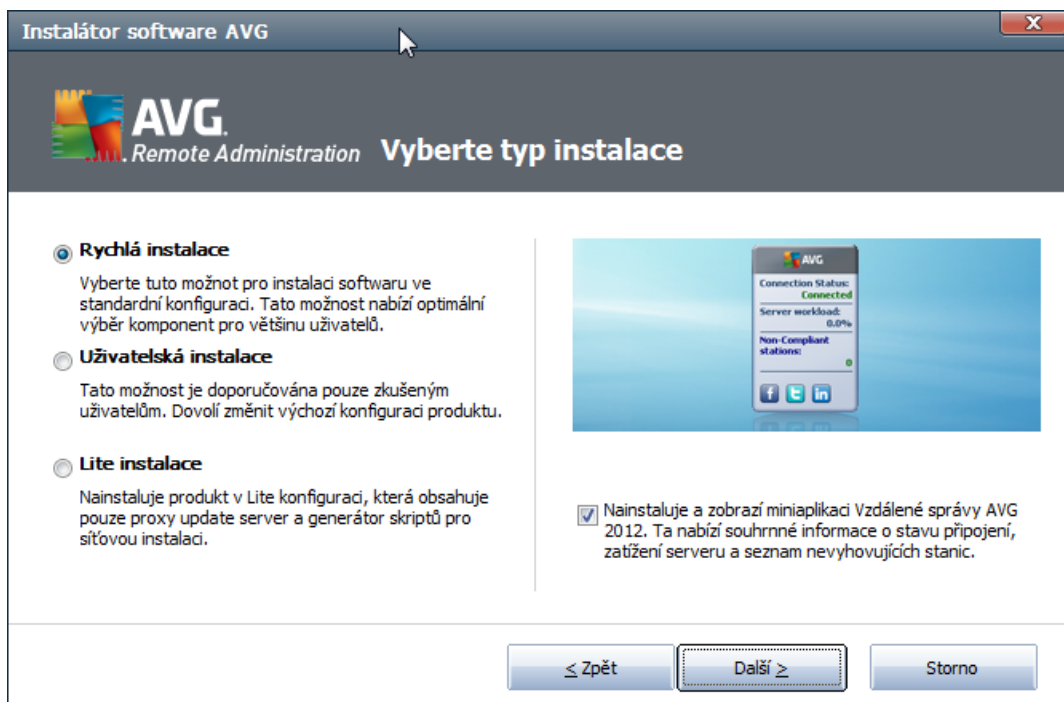 Instalátor software AVG
AVG.
Remote Administration
Vyberte typ instalace
Rychlá instalace
Vyberte tuto možnot pro instalaci softwaru ve
standardní konfiguraci. Tato možnost nabízí optimální
výběr komponent pro většinu uživatelů.
Uživatelská instalace
Tato možnost je doporučována pouze zkušeným
uživatelům. Dovolí změnit výchozí konfiguraci produktu.
Lite instalace
Nainstaluje produkt v Lite konfiguraci, která obsahuje
pouze proxy update server a generátor skriptů pro
síťovou instalaci.
AVG
Connection Status:
Connected
Server workload:
0.0%
Non-Compliant
stations:
0
Nainstaluje a zobrazí miniaplikaci Vzdálené správy AVG
2012. Ta nabízí souhrnné informace o stavu připojení,
zatížení serveru a seznam nevyhovujících stanic.
< Zpět
Další >
Storno